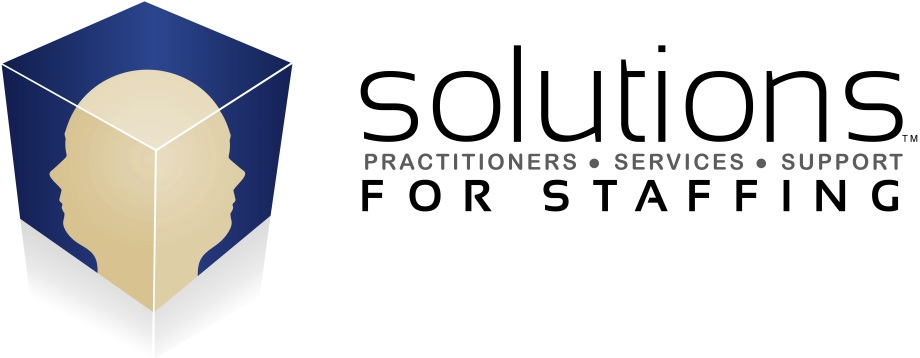 solutions™
PRACTITIONERS • SERVICES • SUPPORT
FOR STAFFING